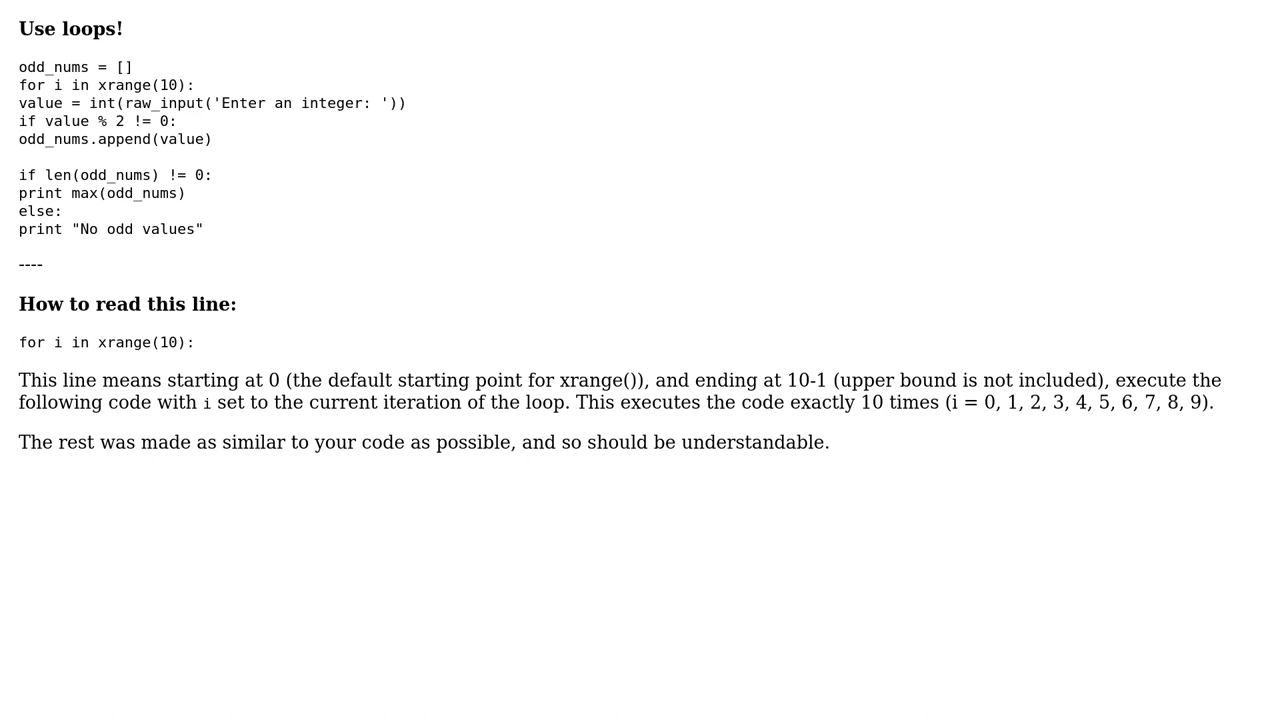 Use loops!
odd_nums = []
for i in xrange(10):
value = int(raw_input('Enter an integer: '))
if value % 2 != 0:
odd_nums.append(value)
if len(odd_nums) != 0:
print max(odd_nums)
else:
print "No odd values"
----
How to read this line:
for i in xrange(10):
This line means starting at 0 (the default starting point for xrange()), and ending at 10-1 (upper bound is not included), execute the
following code with i set to the current iteration of the loop. This executes the code exactly 10 times (i = 0, 1, 2, 3, 4, 5, 6, 7, 8, 9).
The rest was made as similar to your code as possible, and so should be understandable.